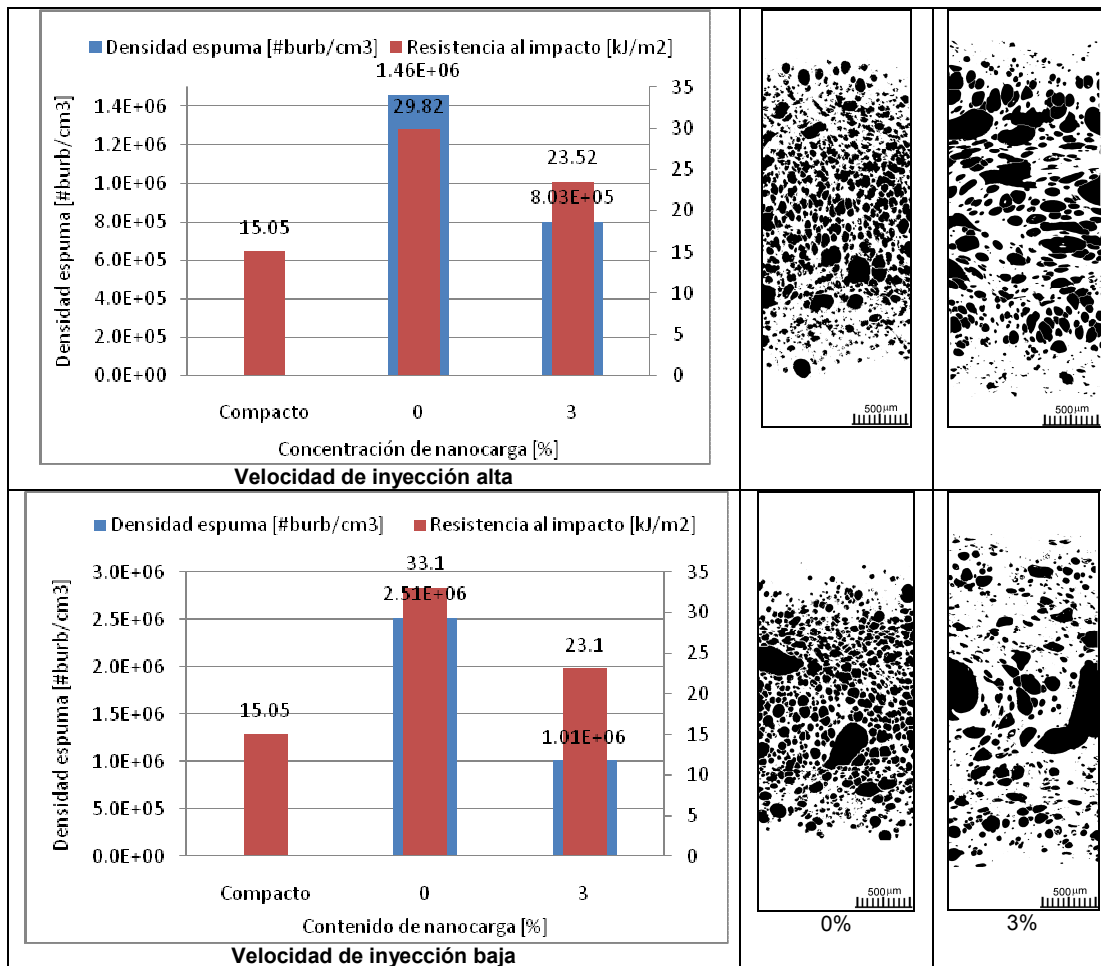 Densidad espuma [#burb/cm3] Resistencia al impacto [kJ/m2]
1.46E+06
29.82
23.52
8.03E+05
15.05
Densidad espuma [#burb/cm3]
1.4E+06
1.2E+06
1.0E+06
8.0E+05
6.0E+05
4.0E+05
2.0E+05
0.0E+00
35
30
25
20
15
10
5
0
Compacto 0 3
Concentración de nanocarga [%]
Velocidad de inyección alta
500µm
500µm
Densidad espuma [#burb/cm3] Resistencia al impacto [kJ/m2]
33.1
2.51E+06
23.1
15.05
1.01E+06
Densidad espuma [#burb/cm3]
3.0E+06
2.5E+06
2.0E+06
1.5E+06
1.0E+06
5.0E+05
0.0E+00
35
30
25
20
15
10
5
0
Compacto 0 3
Contenido de nanocarga [%]
Velocidad de inyección baja
500µm
0%
500µm
3%